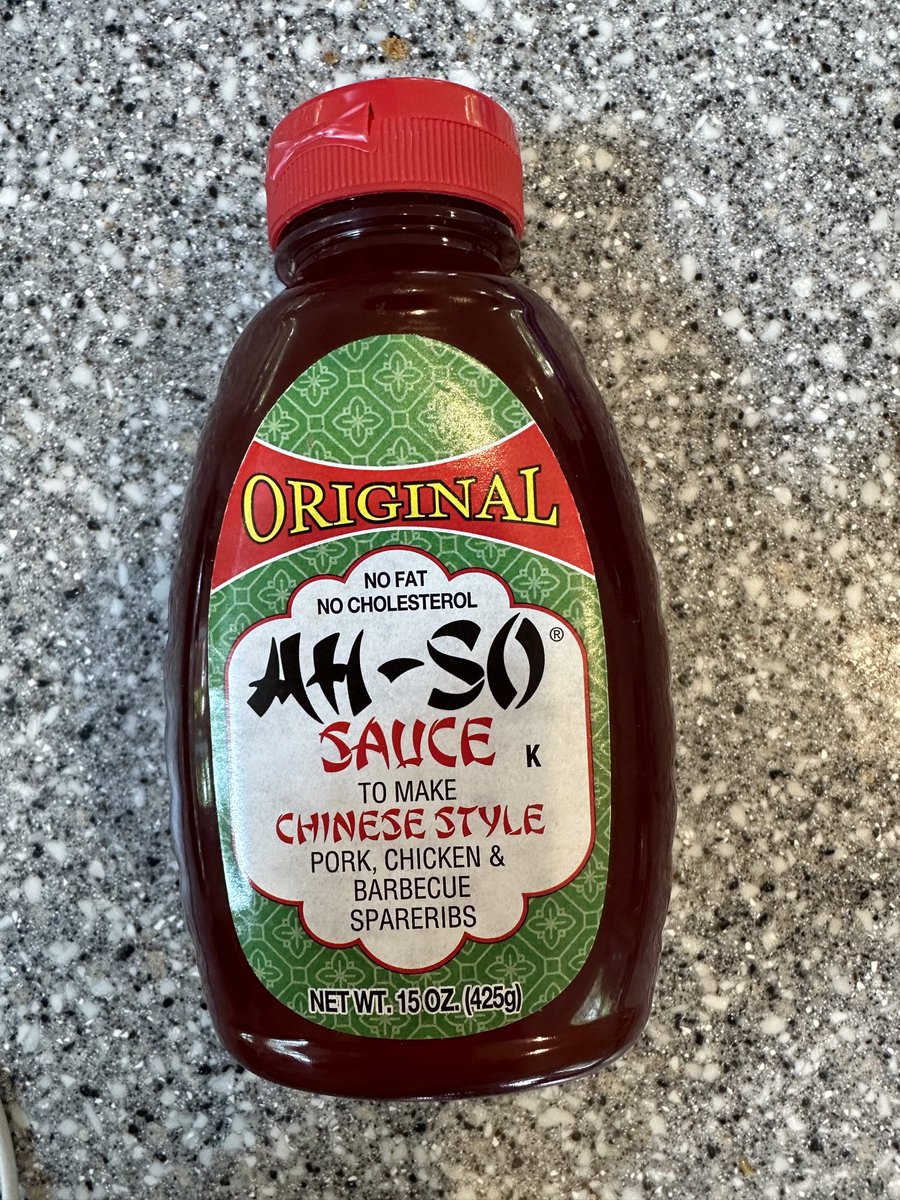 ORIGINAL
NO FAT
NO CHOLESTEROL
AH-SO®
SAUCE K
TO MAKE
CHINESE STYLE
PORK, CHICKEN &
BARBECUE
SPARERIBS
NET WT. 15 OZ. (425g)